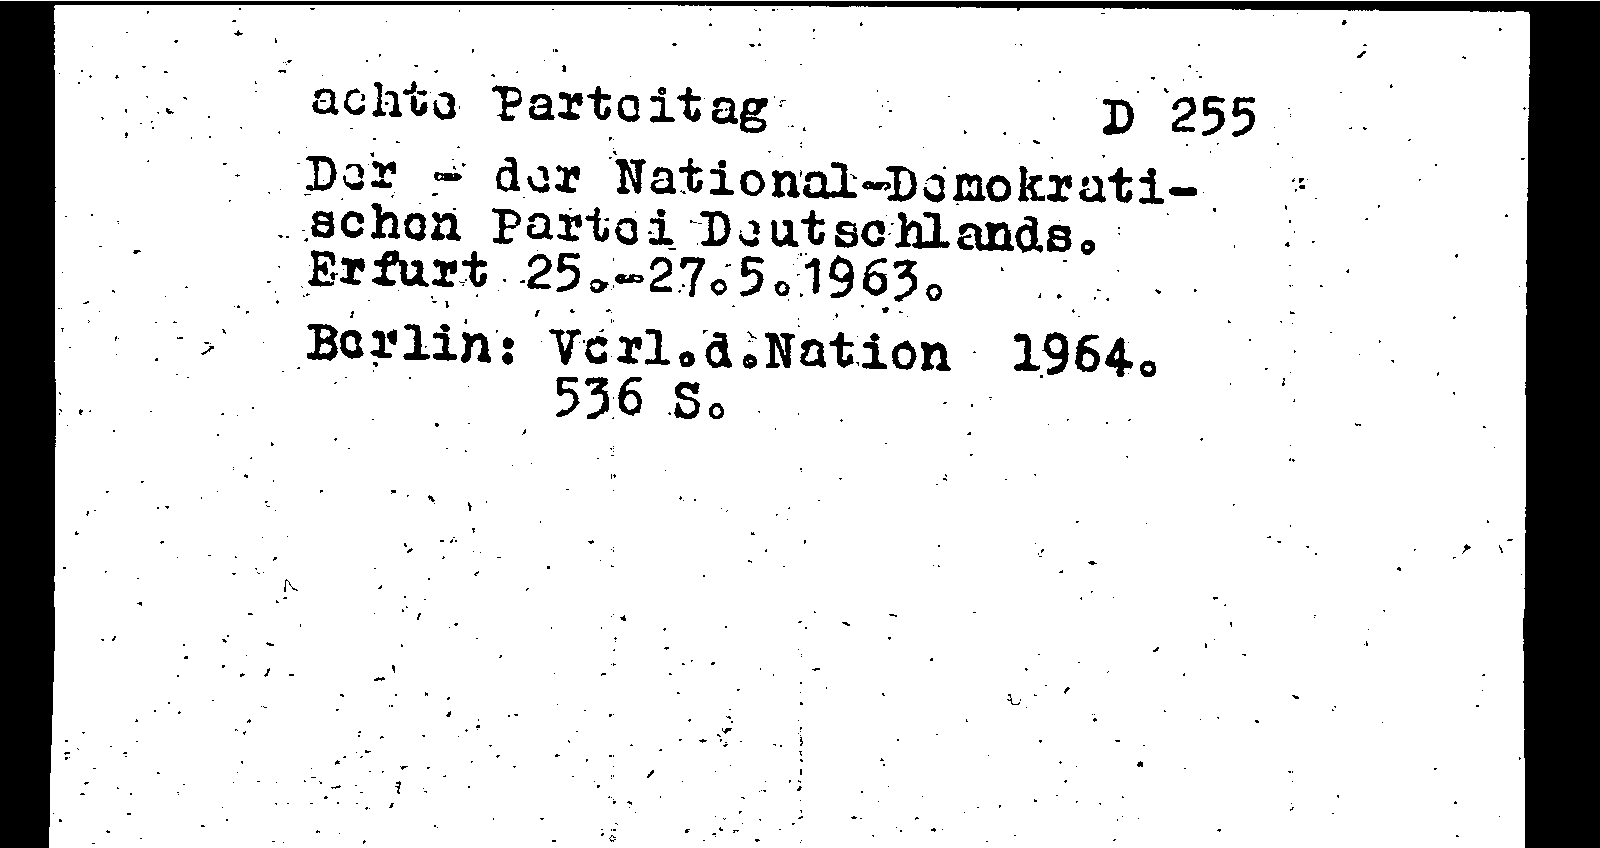 achte Parteitag D 255
Der - der National-Demokrati-
schen Partei Deutschlands.
Erfurt 25.-27.5.1963.
Berlin: Verl.d.Nation 1964.
536 S.